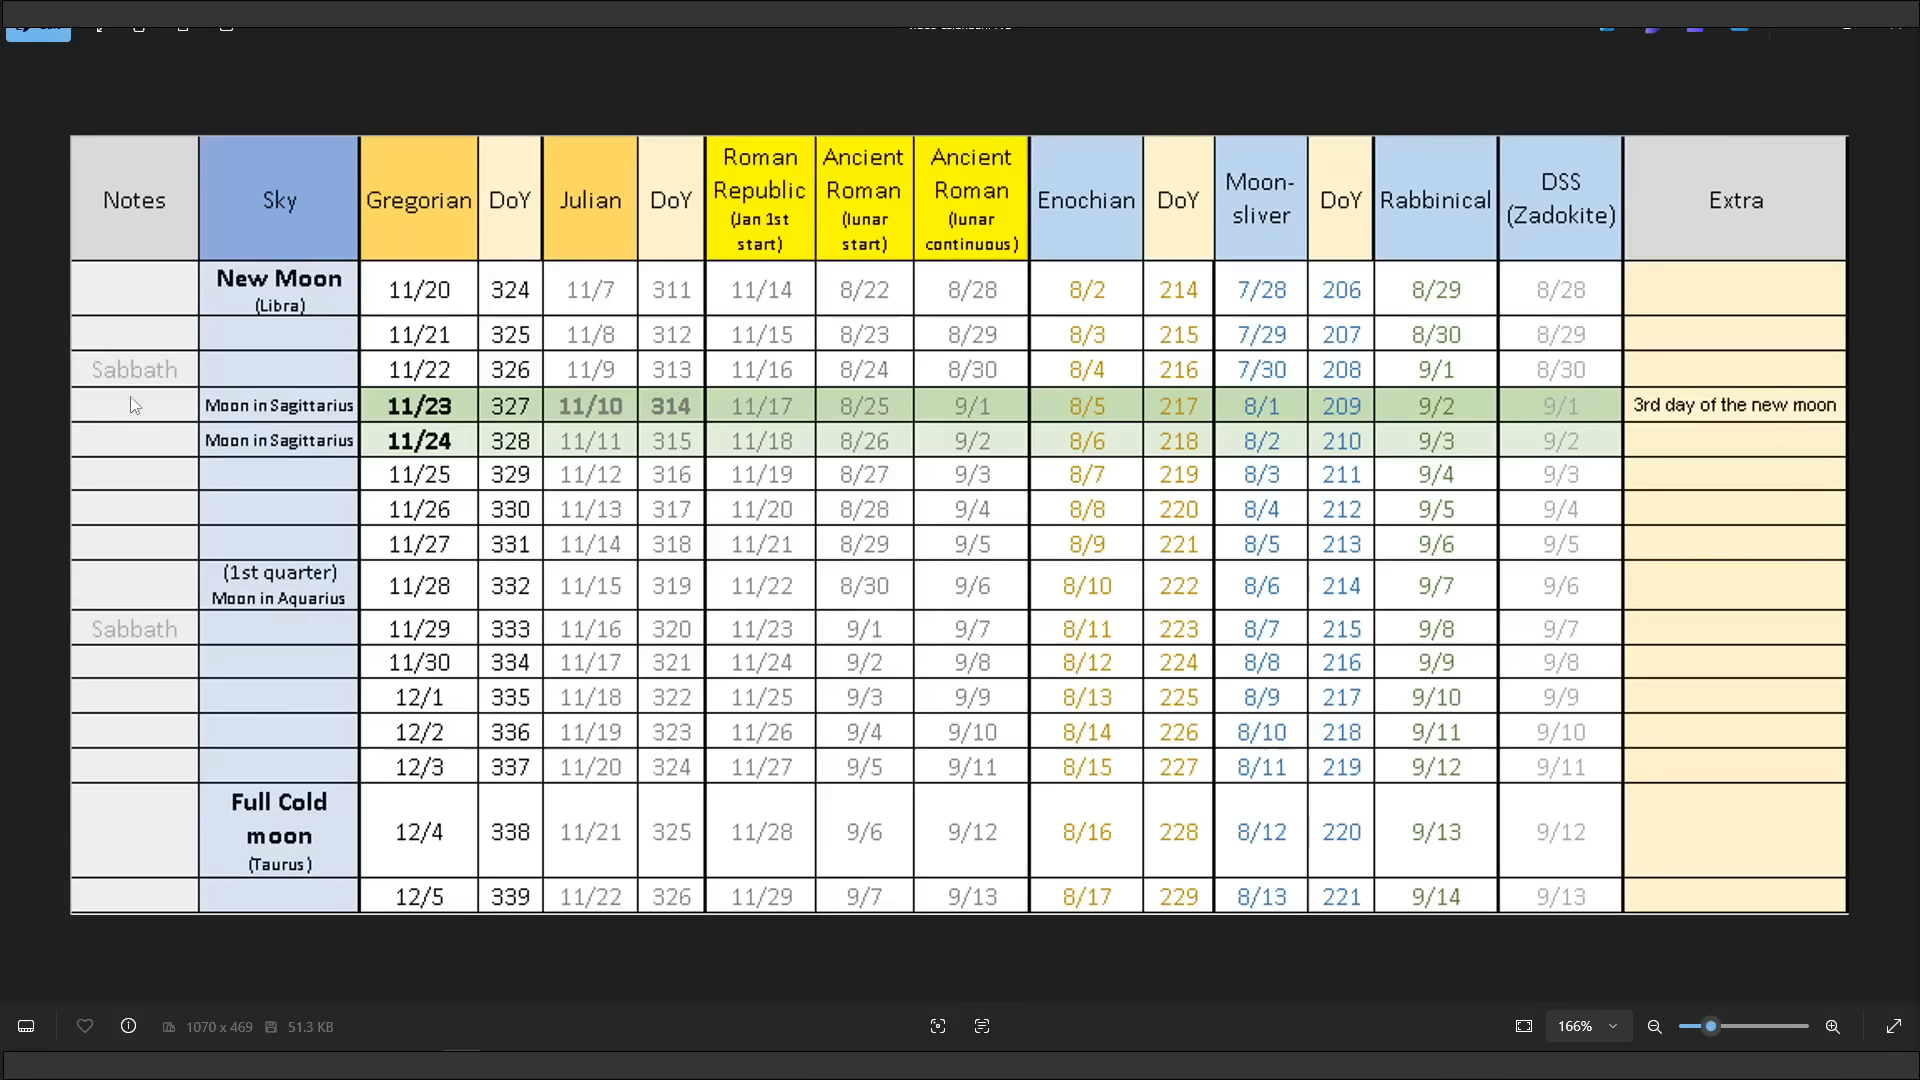 Notes Sky Gregorian DoY Julian DoY Roman Republic (Jan 1st start) Ancient Roman (lunar start) Ancient Roman (lunar continuous) Enochian DoY Moon-sliver DoY Rabbinical DSS (Zadokite) Extra
New Moon (Libra) 11/20 324 11/7 311 11/14 8/22 8/28 8/2 214 7/28 206 8/29 8/28
11/21 325 11/8 312 11/15 8/23 8/29 8/3 215 7/29 207 8/30 8/29
Sabbath 11/22 326 11/9 313 11/16 8/24 8/30 8/4 216 7/30 208 9/1 8/30
Moon in Sagittarius 11/23 327 11/10 314 11/17 8/25 9/1 8/5 217 8/1 209 9/2 9/1 3rd day of the new moon
Moon in Sagittarius 11/24 328 11/11 315 11/18 8/26 9/2 8/6 218 8/2 210 9/3 9/2
11/25 329 11/12 316 11/19 8/27 9/3 8/7 219 8/3 211 9/4 9/3
11/26 330 11/13 317 11/20 8/28 9/4 8/8 220 8/4 212 9/5 9/4
11/27 331 11/14 318 11/21 8/29 9/5 8/9 221 8/5 213 9/6 9/5
(1st quarter) Moon in Aquarius 11/28 332 11/15 319 11/22 8/30 9/6 8/10 222 8/6 214 9/7 9/6
Sabbath 11/29 333 11/16 320 11/23 9/1 9/7 8/11 223 8/7 215 9/8 9/7
11/30 334 11/17 321 11/24 9/2 9/8 8/12 224 8/8 216 9/9 9/8
12/1 335 11/18 322 11/25 9/3 9/9 8/13 225 8/9 217 9/10 9/9
12/2 336 11/19 323 11/26 9/4 9/10 8/14 226 8/10 218 9/11 9/10
12/3 337 11/20 324 11/27 9/5 9/11 8/15 227 8/11 219 9/12 9/11
Full Cold moon (Taurus) 12/4 338 11/21 325 11/28 9/6 9/12 8/16 228 8/12 220 9/13 9/12
12/5 339 11/22 326 11/29 9/7 9/13 8/17 229 8/13 221 9/14 9/13
1070 x 469 51.3 KB 166%